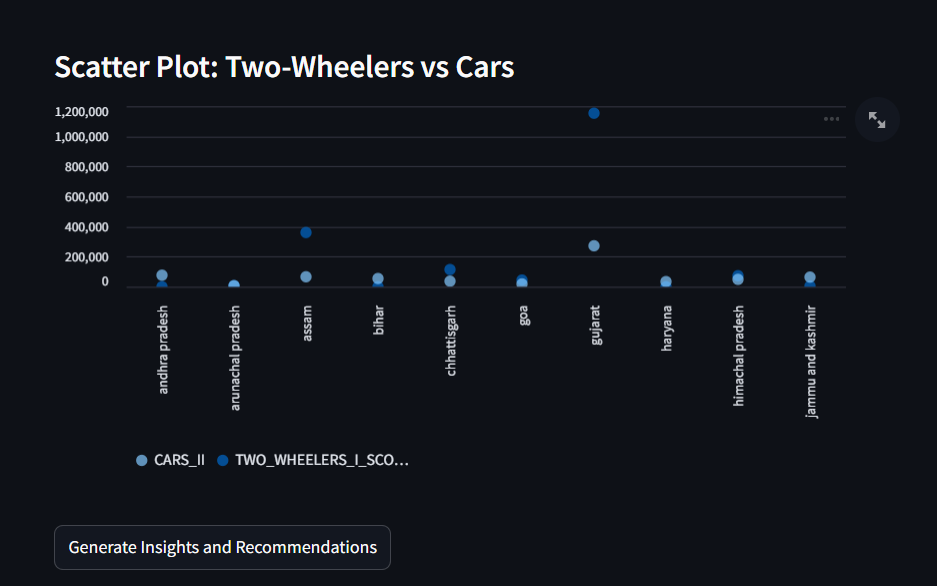 Scatter Plot: Two-Wheelers vs Cars
1,200,000
1,000,000
800,000
600,000
400,000
200,000
0
andhra pradesh
arunachal pradesh
assam
bihar
chhattisgarh
goa
gujarat
haryana
himachal pradesh
jammu and kashmir
CARS_II TWO_WHEELERS_I_SCO...
Generate Insights and Recommendations